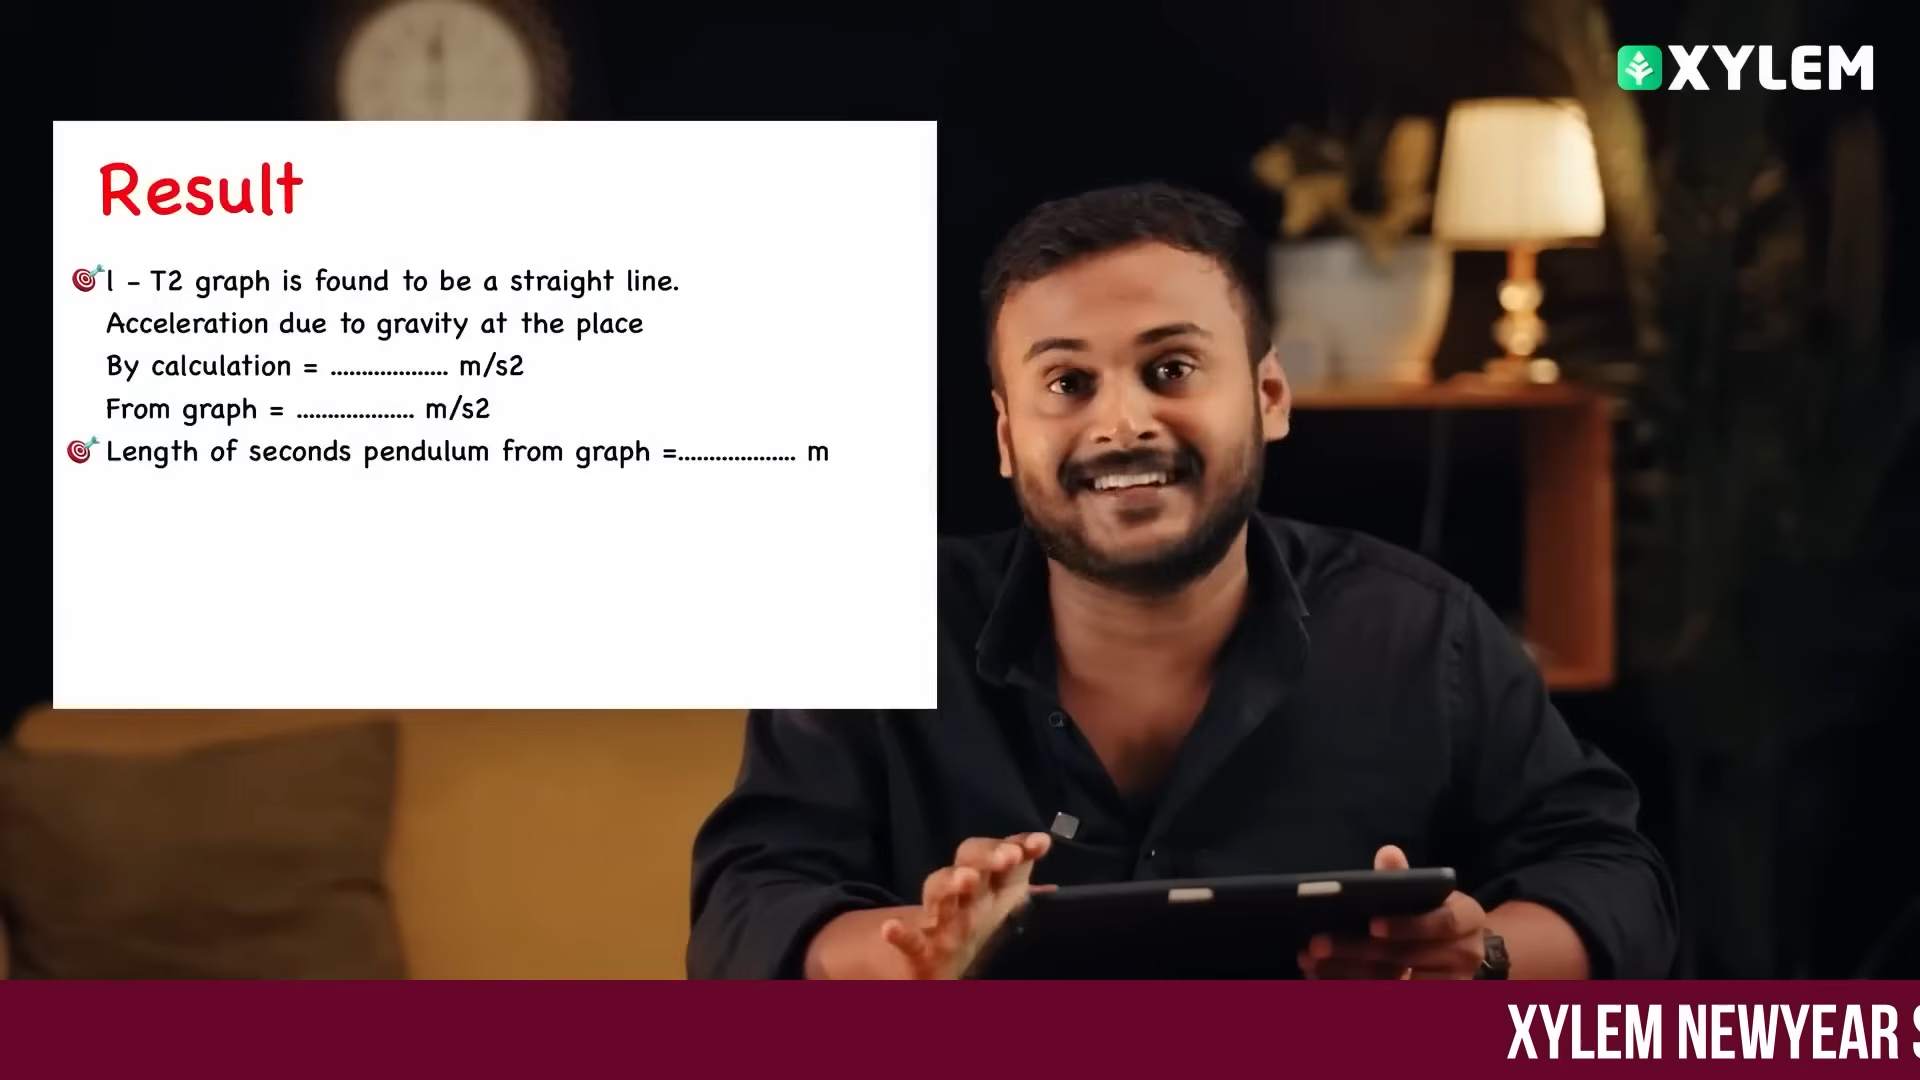 XYLEM
Result
l - T2 graph is found to be a straight line.
Acceleration due to gravity at the place
By calculation = ................... m/s2
From graph = ................... m/s2
Length of seconds pendulum from graph =................... m
XYLEM NEWYEAR